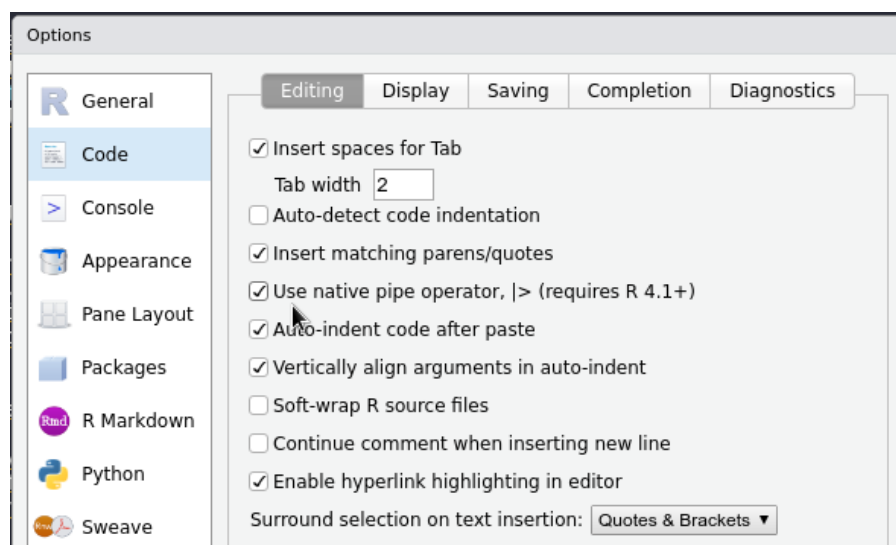 Options
General
Code
Console
Appearance
Pane Layout
Packages
Rmd R Markdown
Python
Sweave
Editing Display Saving Completion Diagnostics
Insert spaces for Tab
Tab width 2
Auto-detect code indentation
Insert matching parens/quotes
Use native pipe operator, |> (requires R 4.1+)
Auto-indent code after paste
Vertically align arguments in auto-indent
Soft-wrap R source files
Continue comment when inserting new line
Enable hyperlink highlighting in editor
Surround selection on text insertion: Quotes & Brackets